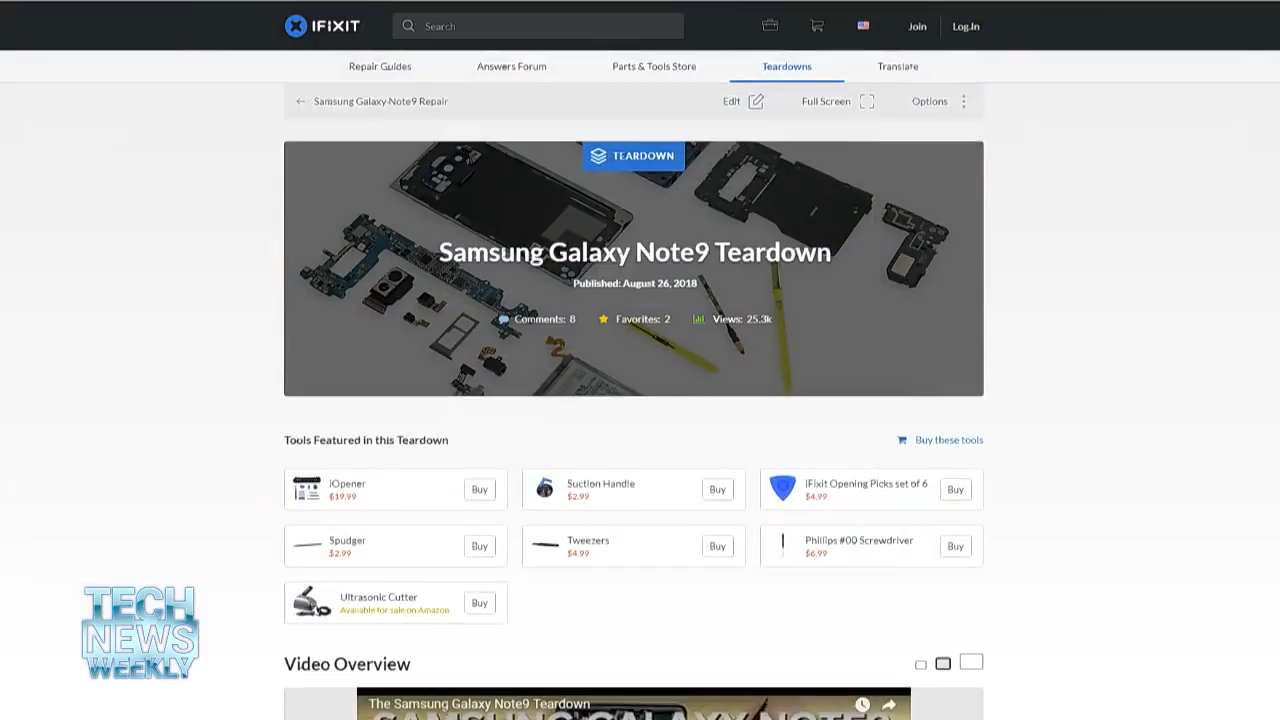 IFIXIT
Search
Join
Log In
Repair Guides
Answers Forum
Parts & Tools Store
Teardowns
Translate
Samsung Galaxy Note9 Repair
Edit
Full Screen
Options
TEARDOWN
Samsung Galaxy Note9 Teardown
Published: August 26, 2018
Comments: 8
Favorites: 2
Views: 25.3k
Tools Featured in this Teardown
Buy these tools
iOpener
$19.99
Buy
Suction Handle
$2.99
Buy
iFixit Opening Picks set of 6
$4.99
Buy
Spudger
$2.99
Buy
Tweezers
$4.99
Buy
Phillips #00 Screwdriver
$6.99
Buy
Ultrasonic Cutter
Available for sale on Amazon
Buy
TECH
NEWS
WEEKLY
Video Overview
The Samsung Galaxy Note9 Teardown
SAMSUNG GALAXY NOTE9